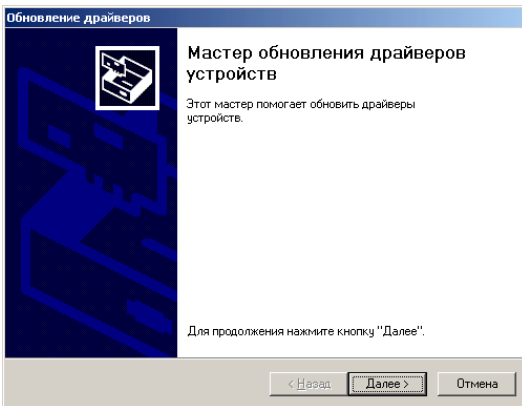 Обновление драйверов
Мастер обновления драйверов
устройств
Этот мастер помогает обновить драйверы
устройств.
Для продолжения нажмите кнопку "Далее".
< Назад Далее > Отмена